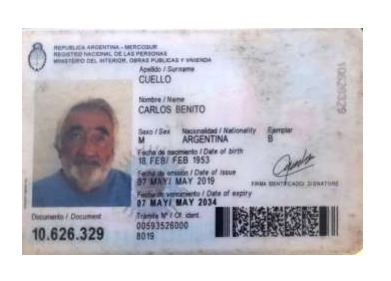 REPUBLICA ARGENTINA - MERCOSUR
REGISTRO NACIONAL DE LAS PERSONAS
MINISTERIO DEL INTERIOR, OBRAS PUBLICAS Y VIVIENDA
Apellido / Surname
CUELLO
Nombre / Name
CARLOS BENITO
Sexo / Sex Nacionalidad / Nationality Ejemplar
M ARGENTINA B
Fecha de nacimiento / Date of birth
18 FEB/ FEB 1953
Fecha de emisión / Date of issue
07 MAY/ MAY 2019
FIRMA IDENTIFICADO/ SIGNATURE
Fecha de vencimiento / Date of expiry
07 MAY/ MAY 2034
Documento / Document
10.626.329
Trámite N° / Of. ident.
00593526000
8019